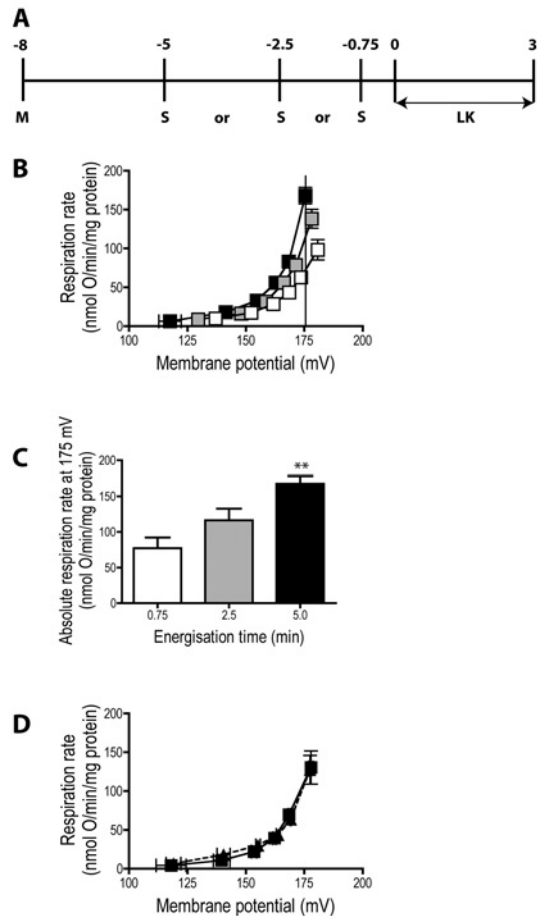 A
-8 -5 -2.5 -0.75 0 3
M S or S or S LK
B
Respiration rate
(nmol O/min/mg protein)
200
150
100
50
0
100 125 150 175 200
Membrane potential (mV)
C
Absolute respiration rate at 175 mV
(nmol O/min/mg protein)
200
150
100
50
0
**
0.75 2.5 5.0
Energisation time (min)
D
Respiration rate
(nmol O/min/mg protein)
200
150
100
50
0
100 125 150 175 200
Membrane potential (mV)